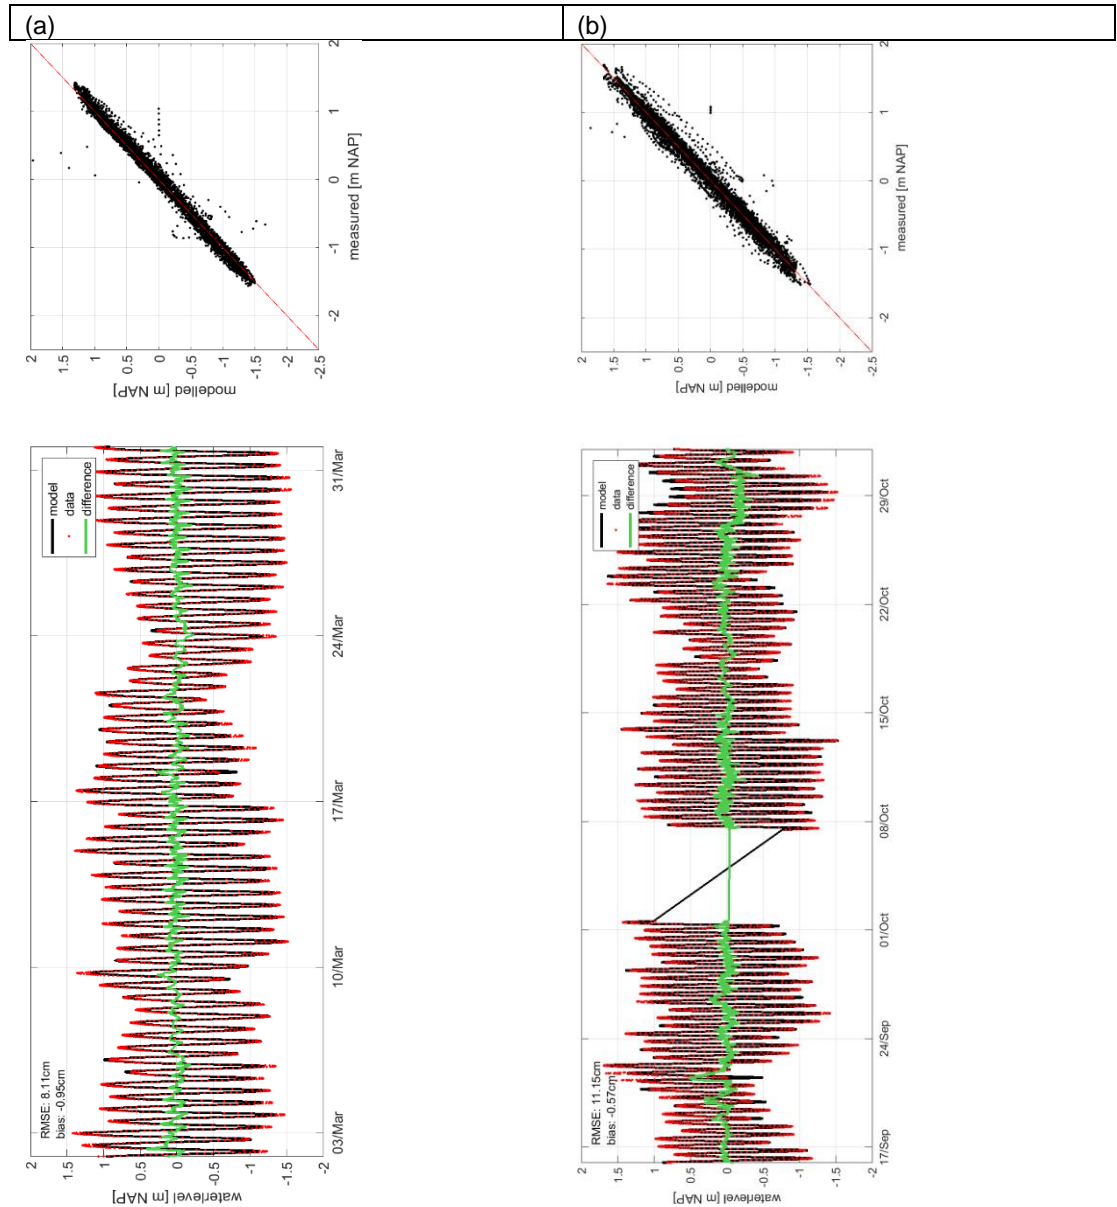 (a)
(b)
2
1.5
1
0.5
0
-0.5
-1
-1.5
-2
-2.5
modelled [m NAP]
2
1
0
-1
-2
measured [m NAP]
2
1.5
1
0.5
0
-0.5
-1
-1.5
-2
-2.5
modelled [m NAP]
2
1
0
-1
-2
measured [m NAP]
model
data
difference
RMSE: 8.11cm
bias: -0.95cm
2
1.5
1
0.5
0
-0.5
-1
-1.5
-2
waterlevel [m NAP]
03/Mar
10/Mar
17/Mar
24/Mar
31/Mar
model
data
difference
RMSE: 11.15cm
bias: -0.57cm
2
1.5
1
0.5
0
-0.5
-1
-1.5
-2
waterlevel [m NAP]
17/Sep
24/Sep
01/Oct
08/Oct
15/Oct
22/Oct
29/Oct